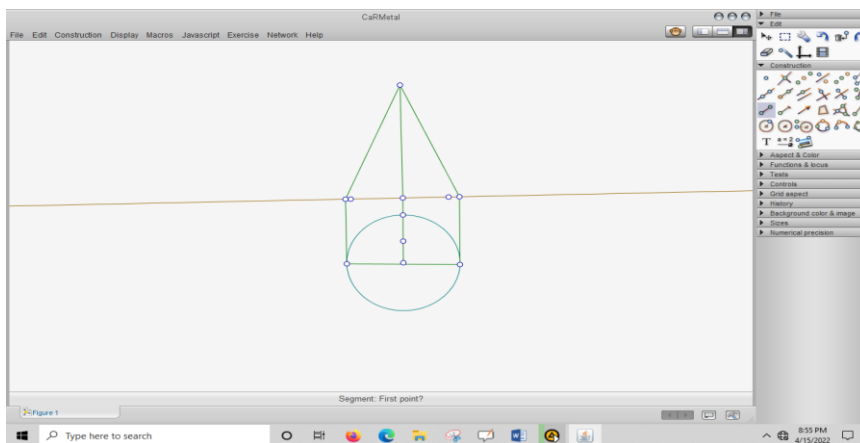 CaRMetal
File Edit Construction Display Macros Javascript Exercise Network Help
File
Edit
Construction
T a=2
Aspect & Color
Functions & locus
Tests
Controls
Grid aspect
History
Background color & image
Sizes
Numerical precision
Segment: First point?
Figure 1
Type here to search
8:55 PM
4/15/2022